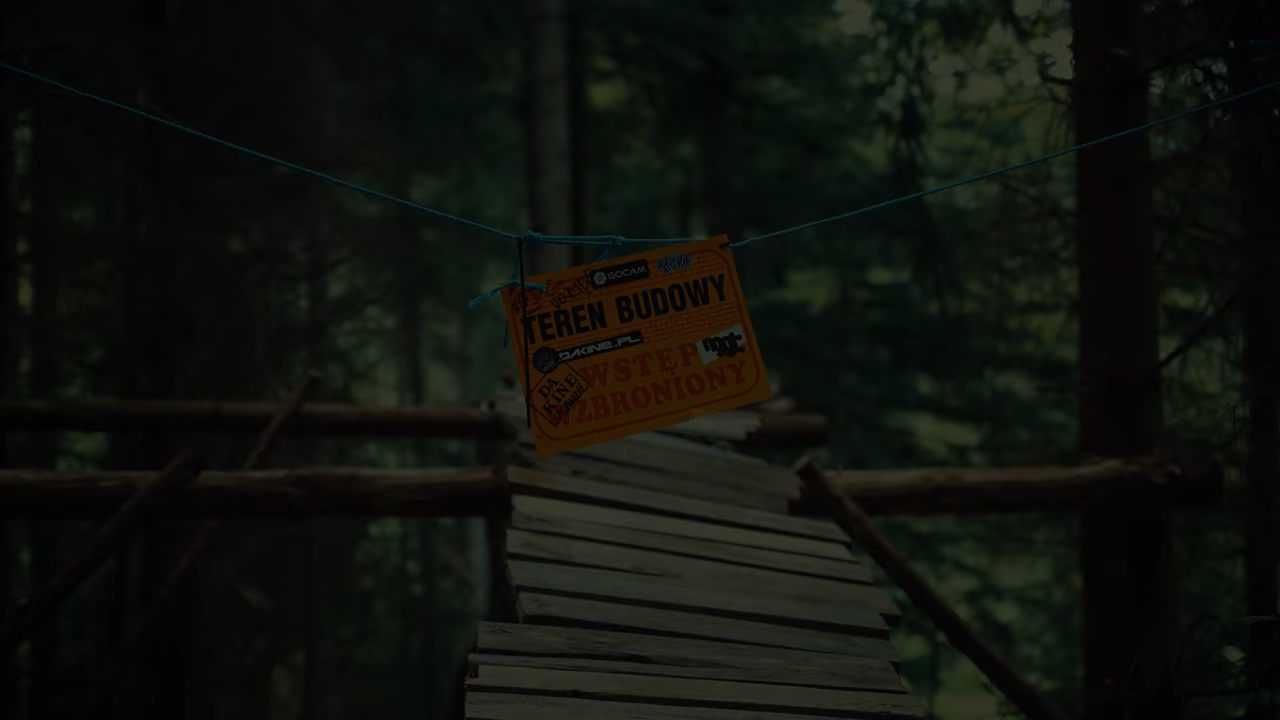 GOCAM
TEREN BUDOWY
DAKINE.PL
WSTĘP
WZBRONIONY
DA
KINE